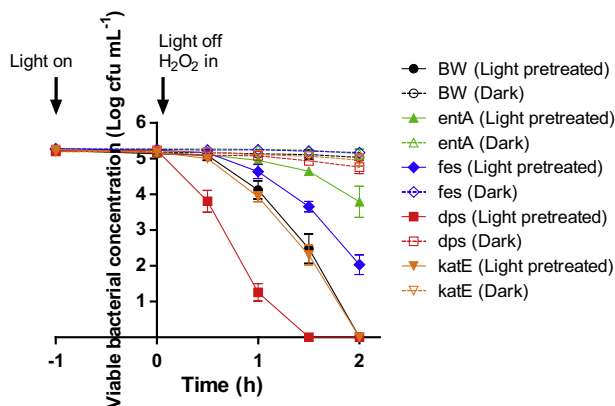 Light on
Light off
H₂O₂ in
Viable bacterial concentration (Log cfu mL⁻¹)
6
5
4
3
2
1
-1
0
1
2
Time (h)
BW (Light pretreated)
BW (Dark)
entA (Light pretreated)
entA (Dark)
fes (Light pretreated)
fes (Dark)
dps (Light pretreated)
dps (Dark)
katE (Light pretreated)
katE (Dark)